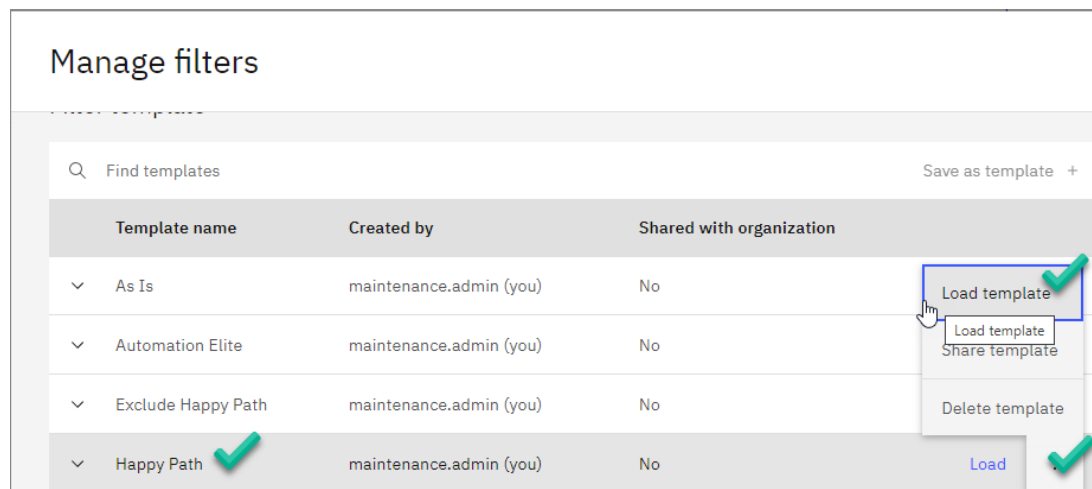 Manage filters
Find templates
Save as template +
Template name Created by Shared with organization
As Is maintenance.admin (you) No
Load template
Load template
Automation Elite maintenance.admin (you) No
Share template
Exclude Happy Path maintenance.admin (you) No
Delete template
Happy Path maintenance.admin (you) No Load